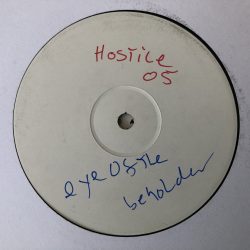 Hostile
05
eye of the
beholder